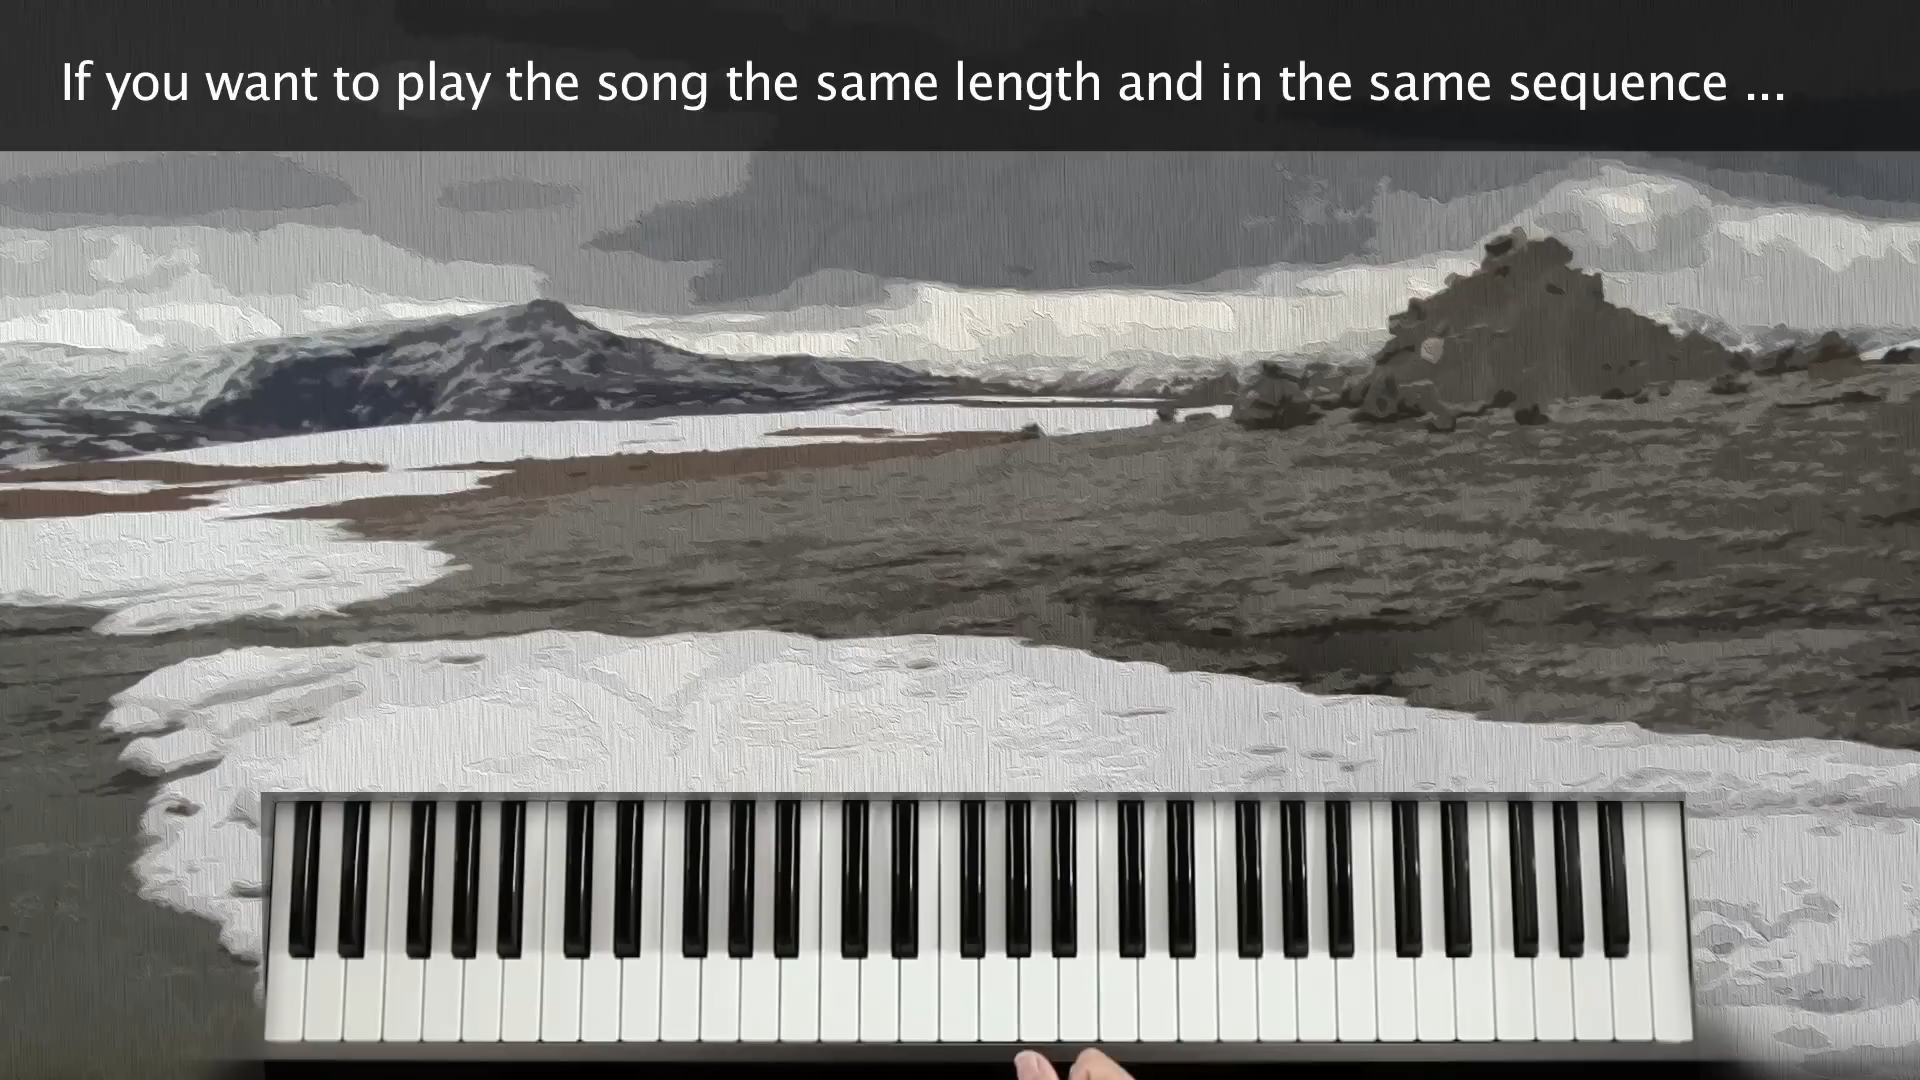 If you want to play the song the same length and in the same sequence ...